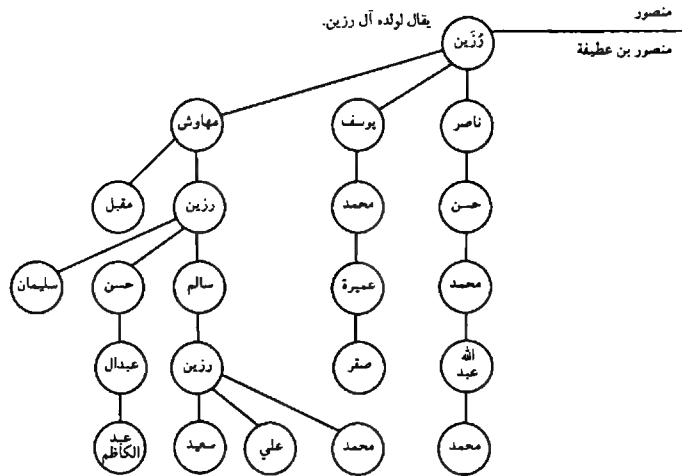 منصور
يقال لولده آل رزين.
رُزَين
منصور بن عطيفة
ناصر
يوسف
مهاوش
حسن
محمد
رزين
مقبل
محمد
عميرة
سالم
حسن
سليمان
الله
عبد
صقر
رزين
عبدال
محمد
محمد
علي
سعيد
عبد
الكاظم